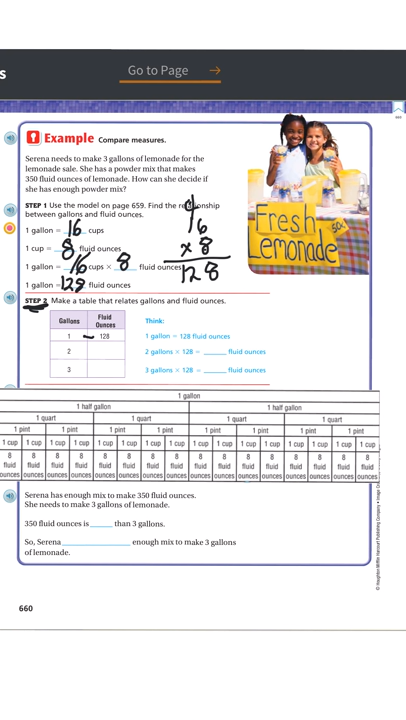 s
Go to Page →
Example Compare measures.
Serena needs to make 3 gallons of lemonade for the
lemonade sale. She has a powder mix that makes
350 fluid ounces of lemonade. How can she decide if
she has enough powder mix?
STEP 1 Use the model on page 659. Find the relationship
between gallons and fluid ounces.
1 gallon = 16 cups
1 cup = 8 fluid ounces
1 gallon = 16 cups × 8 fluid ounces
1 gallon = 128 fluid ounces
4
16
× 8
128
Fresh
Lemonade
50¢
STEP 2 Make a table that relates gallons and fluid ounces.
Gallons Fluid Ounces
1 128
2
3
Think:
1 gallon = 128 fluid ounces
2 gallons × 128 = ______ fluid ounces
3 gallons × 128 = ______ fluid ounces
1 gallon
1 half gallon 1 half gallon
1 quart 1 quart 1 quart 1 quart
1 pint 1 pint 1 pint 1 pint 1 pint 1 pint 1 pint 1 pint
1 cup 1 cup 1 cup 1 cup 1 cup 1 cup 1 cup 1 cup 1 cup 1 cup 1 cup 1 cup 1 cup 1 cup 1 cup 1 cup
8 8 8 8 8 8 8 8 8 8 8 8 8 8 8 8
fluid fluid fluid fluid fluid fluid fluid fluid fluid fluid fluid fluid fluid fluid fluid fluid
ounces ounces ounces ounces ounces ounces ounces ounces ounces ounces ounces ounces ounces ounces ounces ounces
Serena has enough mix to make 350 fluid ounces.
She needs to make 3 gallons of lemonade.
350 fluid ounces is _____ than 3 gallons.
So, Serena _______________ enough mix to make 3 gallons
of lemonade.
© Houghton Mifflin Harcourt Publishing Company
660